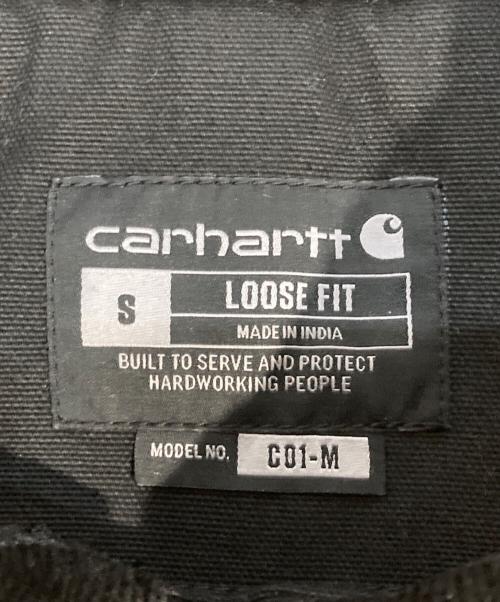 carhartt
S
LOOSE FIT
MADE IN INDIA
BUILT TO SERVE AND PROTECT
HARDWORKING PEOPLE
MODEL NO. C01-M